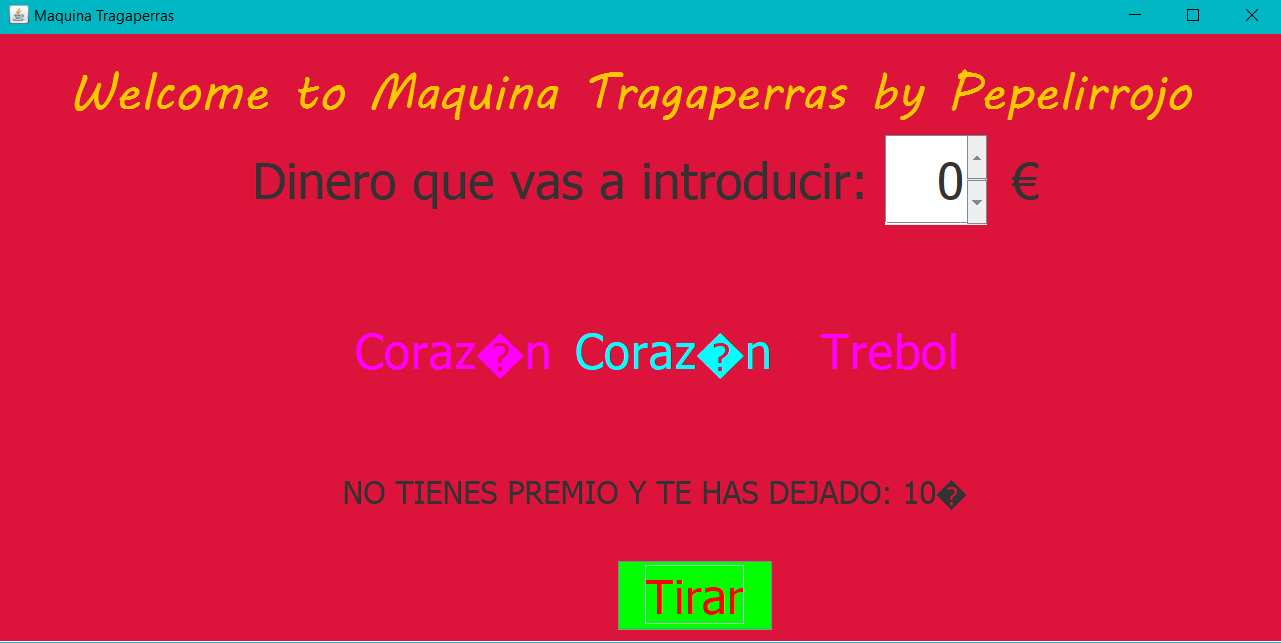 Maquina Tragaperras
Welcome to Maquina Tragaperras by Pepelirrojo
Dinero que vas a introducir: 0 €
Coraz�n Coraz�n Trebol
NO TIENES PREMIO Y TE HAS DEJADO: 10�
Tirar